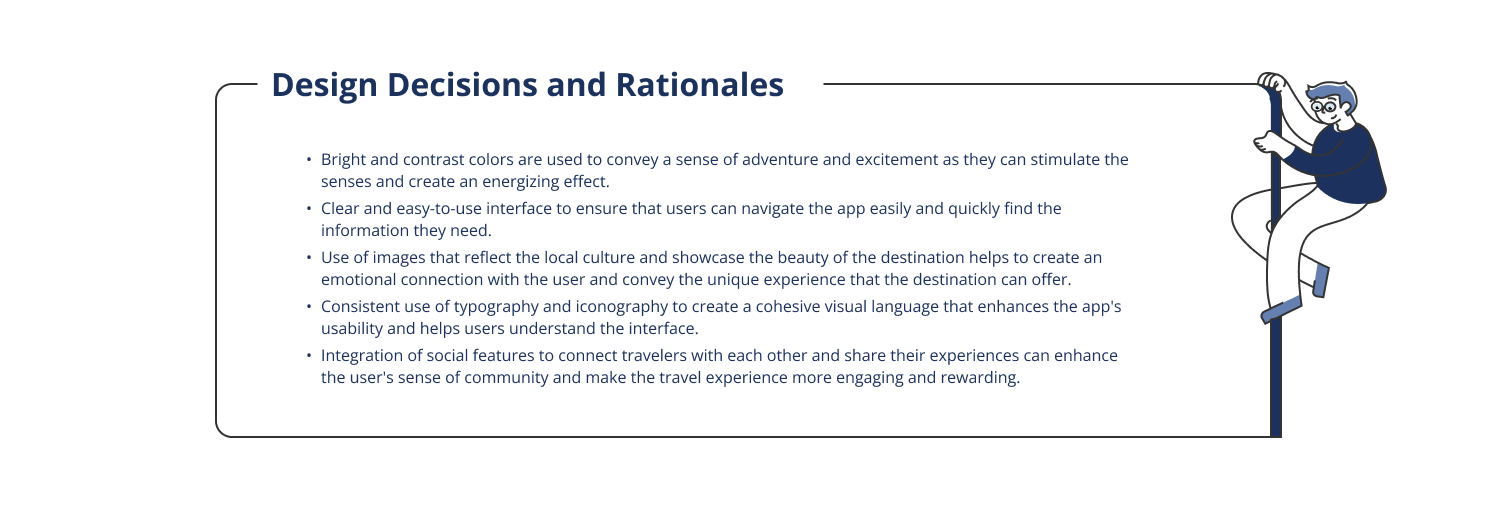 Design Decisions and Rationales
• Bright and contrast colors are used to convey a sense of adventure and excitement as they can stimulate the
senses and create an energizing effect.
• Clear and easy-to-use interface to ensure that users can navigate the app easily and quickly find the
information they need.
• Use of images that reflect the local culture and showcase the beauty of the destination helps to create an
emotional connection with the user and convey the unique experience that the destination can offer.
• Consistent use of typography and iconography to create a cohesive visual language that enhances the app's
usability and helps users understand the interface.
• Integration of social features to connect travelers with each other and share their experiences can enhance
the user's sense of community and make the travel experience more engaging and rewarding.